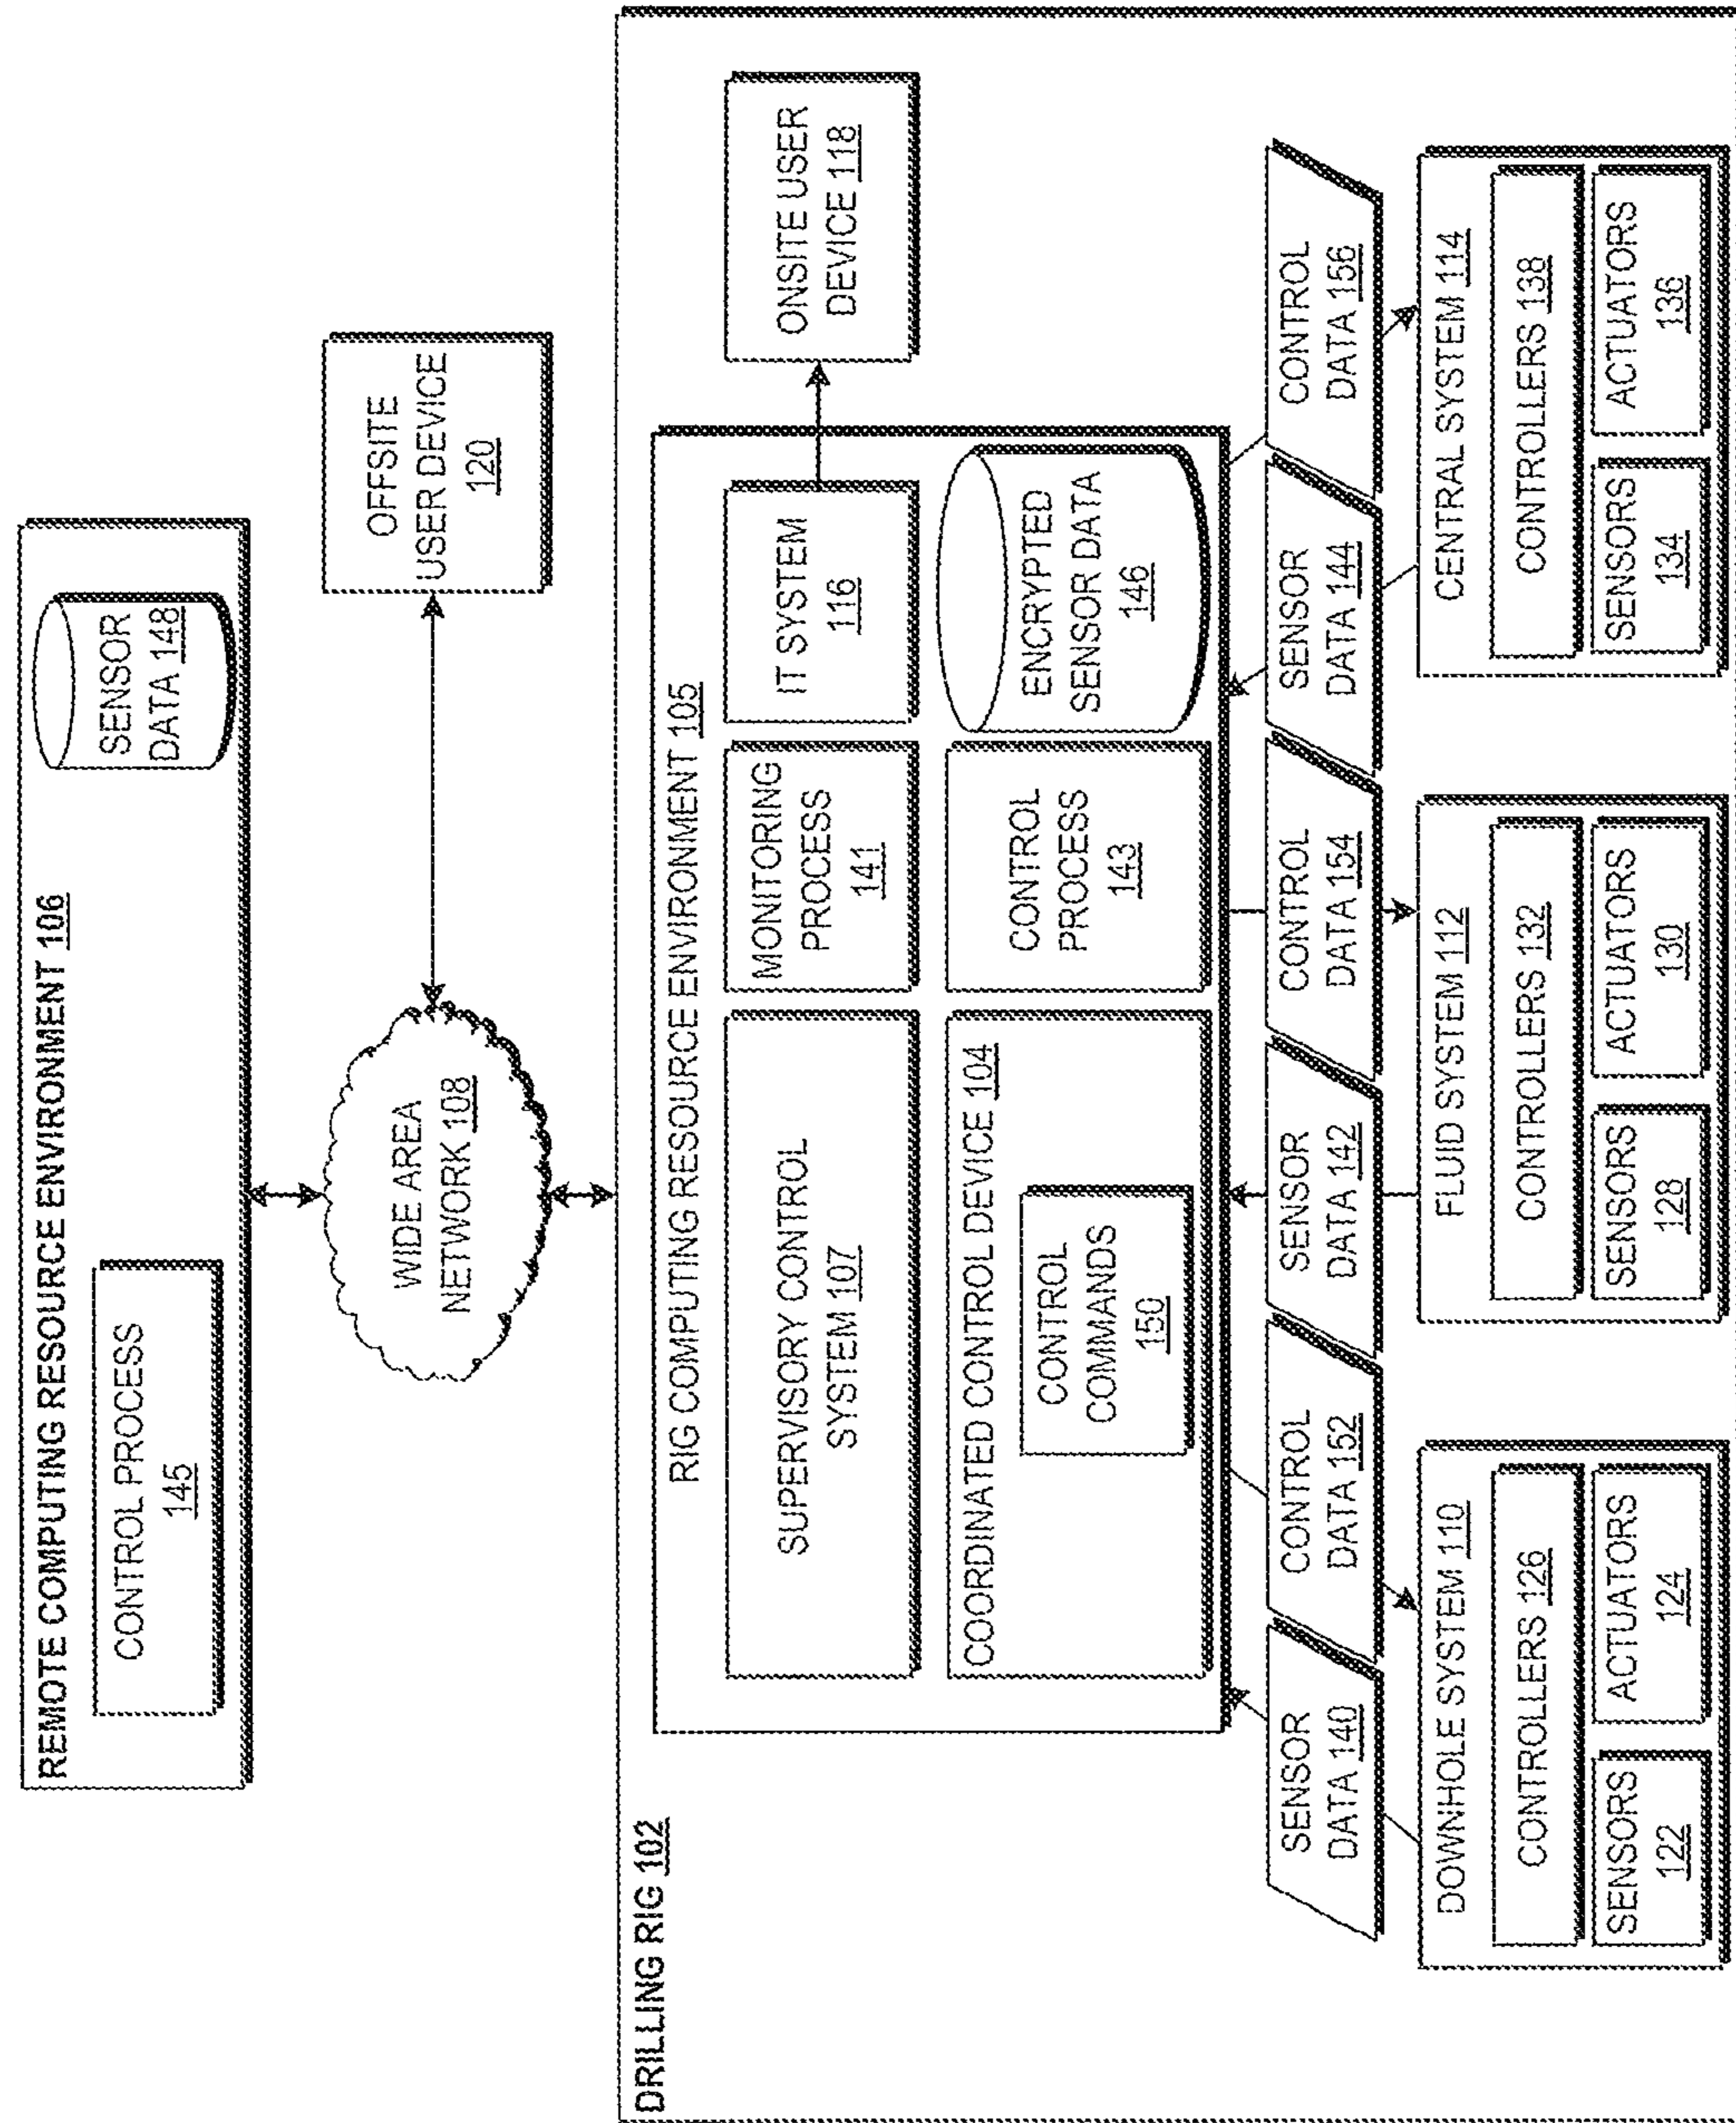 REMOTE COMPUTING RESOURCE ENVIRONMENT 106
CONTROL PROCESS
145
SENSOR
DATA 148
WIDE AREA
NETWORK 108
OFFSITE
USER DEVICE
120
DRILLING RIG 102
RIG COMPUTING RESOURCE ENVIRONMENT 105
SUPERVISORY CONTROL
SYSTEM 107
MONITORING
PROCESS
141
IT SYSTEM
116
ONSITE USER
DEVICE 118
COORDINATED CONTROL DEVICE 104
CONTROL
COMMANDS
150
CONTROL
PROCESS
143
ENCRYPTED
SENSOR DATA
146
SENSOR
DATA 140
CONTROL
DATA 152
SENSOR
DATA 142
CONTROL
DATA 154
SENSOR
DATA 144
CONTROL
DATA 156
DOWNHOLE SYSTEM 110
CONTROLLERS 126
SENSORS
122
ACTUATORS
124
FLUID SYSTEM 112
CONTROLLERS 132
SENSORS
128
ACTUATORS
130
CENTRAL SYSTEM 114
CONTROLLERS 138
SENSORS
134
ACTUATORS
136